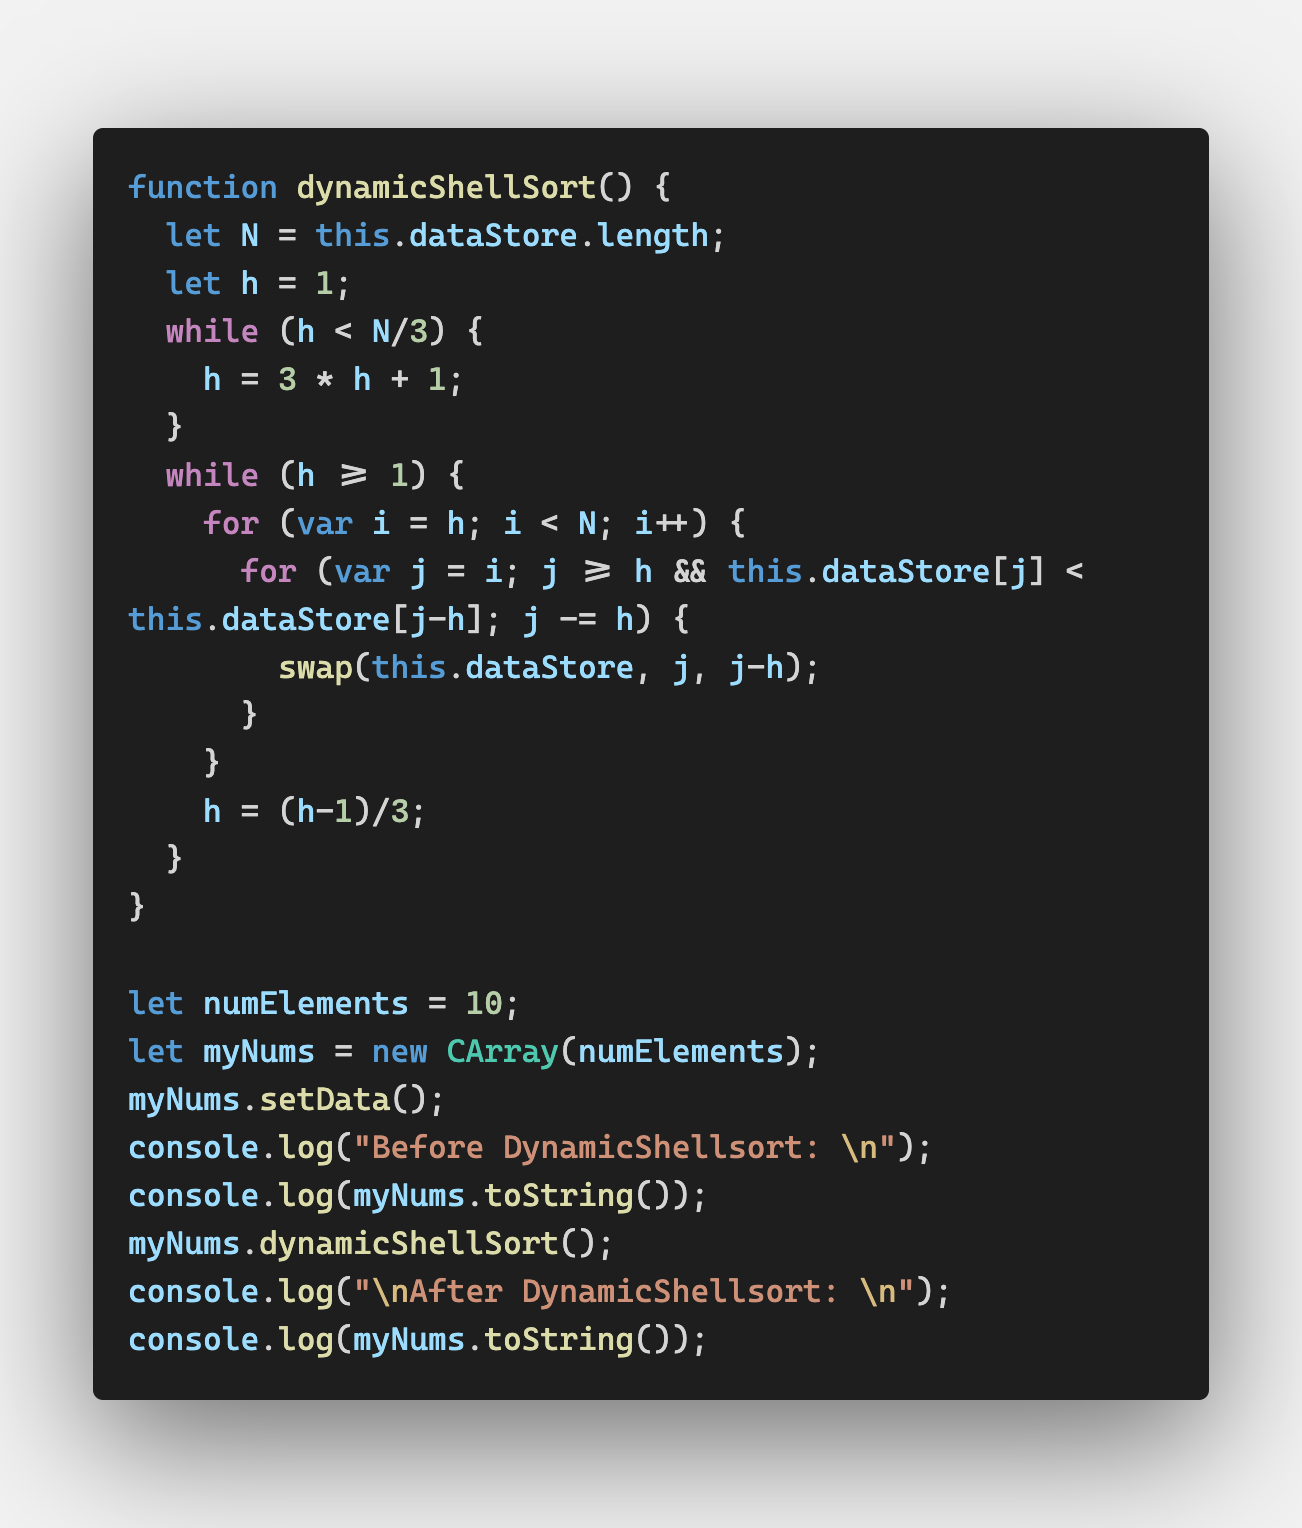 function dynamicShellSort() {
  let N = this.dataStore.length;
  let h = 1;
  while (h < N/3) {
    h = 3 * h + 1;
  }
  while (h >= 1) {
    for (var i = h; i < N; i++) {
      for (var j = i; j >= h && this.dataStore[j] <
this.dataStore[j-h]; j -= h) {
        swap(this.dataStore, j, j-h);
      }
    }
    h = (h-1)/3;
  }
}

let numElements = 10;
let myNums = new CArray(numElements);
myNums.setData();
console.log("Before DynamicShellsort: \n");
console.log(myNums.toString());
myNums.dynamicShellSort();
console.log("\nAfter DynamicShellsort: \n");
console.log(myNums.toString());